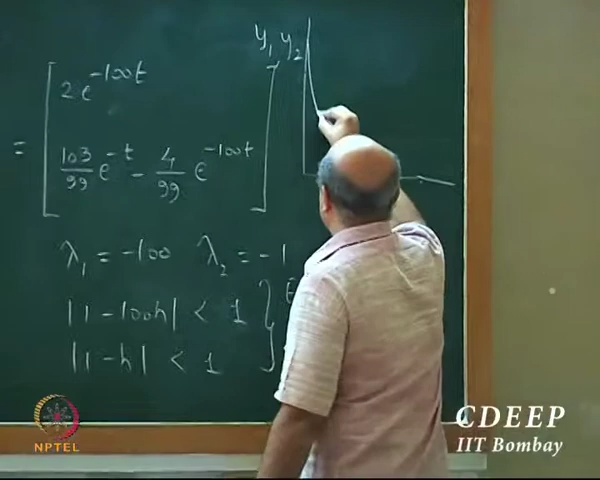 y₁ y₂
2e^{-100t}
= 103/99 e^{-t} - 4/99 e^{-100t}
λ₁ = -100 λ₂ = -1
|1-100h| < 1
|1-h| < 1
NPTEL
CDEEP
IIT Bombay